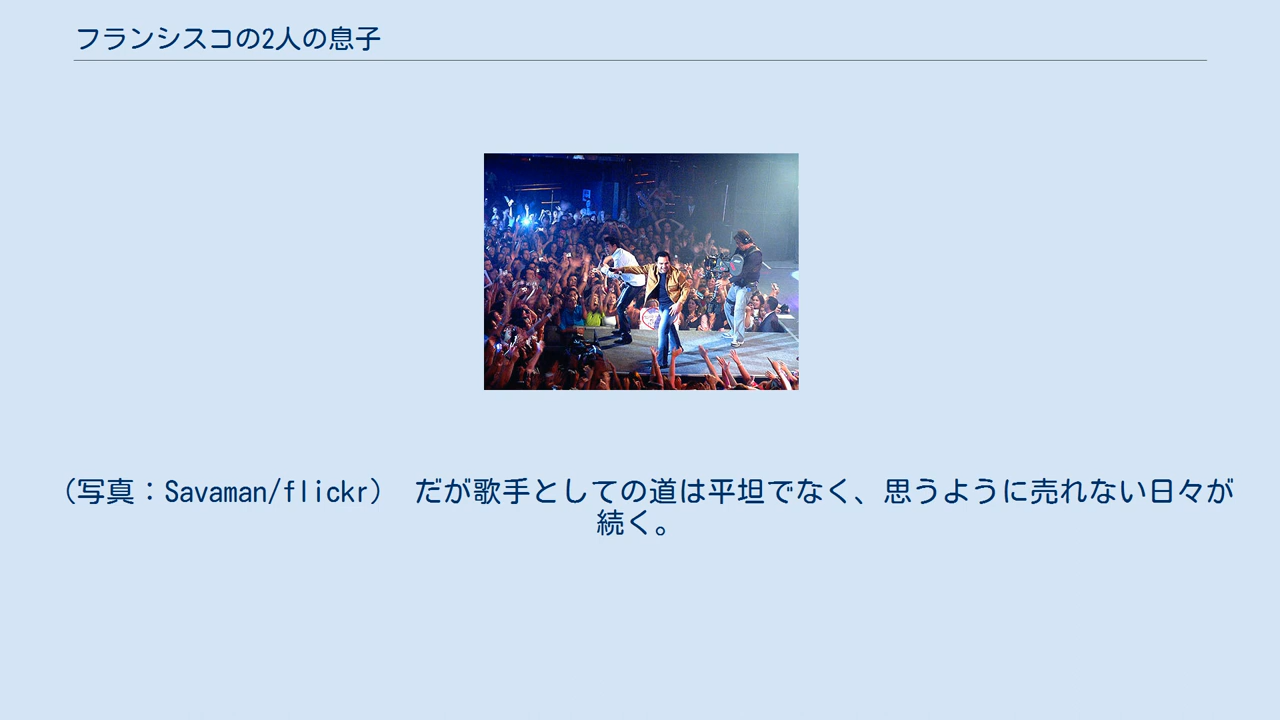 フランシスコの2人の息子
（写真：Savaman/flickr）　だが歌手としての道は平坦でなく、思うように売れない日々が
続く。